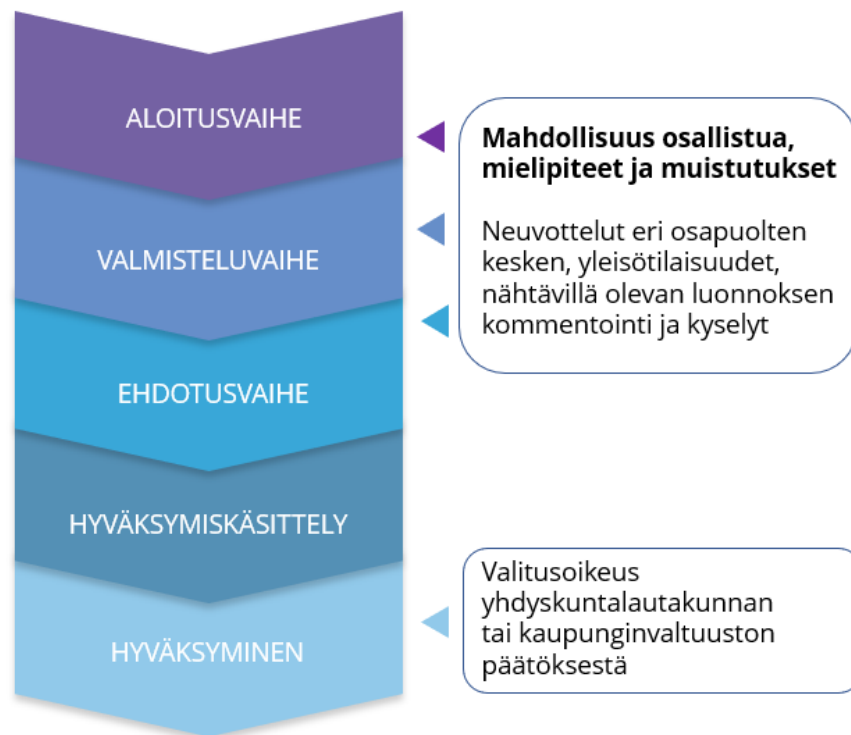 ALOITUSVAIHE
Mahdollisuus osallistua,
mielipiteet ja muistutukset
Neuvottelut eri osapuolten
kesken, yleisötilaisuudet,
nähtävillä olevan luonnoksen
kommentointi ja kyselyt
VALMISTELUVAIHE
EHDOTUSVAIHE
HYVÄKSYMISKÄSITTELY
HYVÄKSYMINEN
Valitusoikeus
yhdyskuntalautakunnan
tai kaupunginvaltuuston
päätöksestä